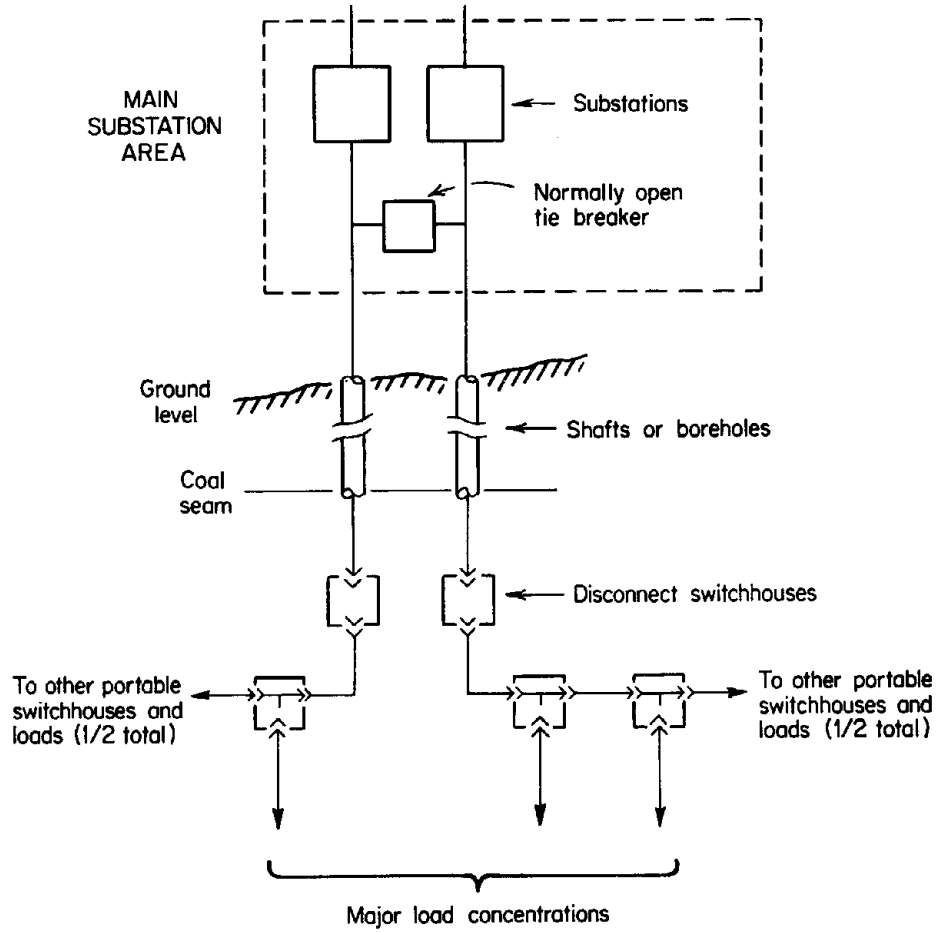 MAIN
SUBSTATION
AREA
Substations
Normally open
tie breaker
Ground
level
Shafts or boreholes
Coal
seam
Disconnect switchhouses
To other portable
switchhouses and
loads (1/2 total)
To other portable
switchhouses and
loads (1/2 total)
Major load concentrations